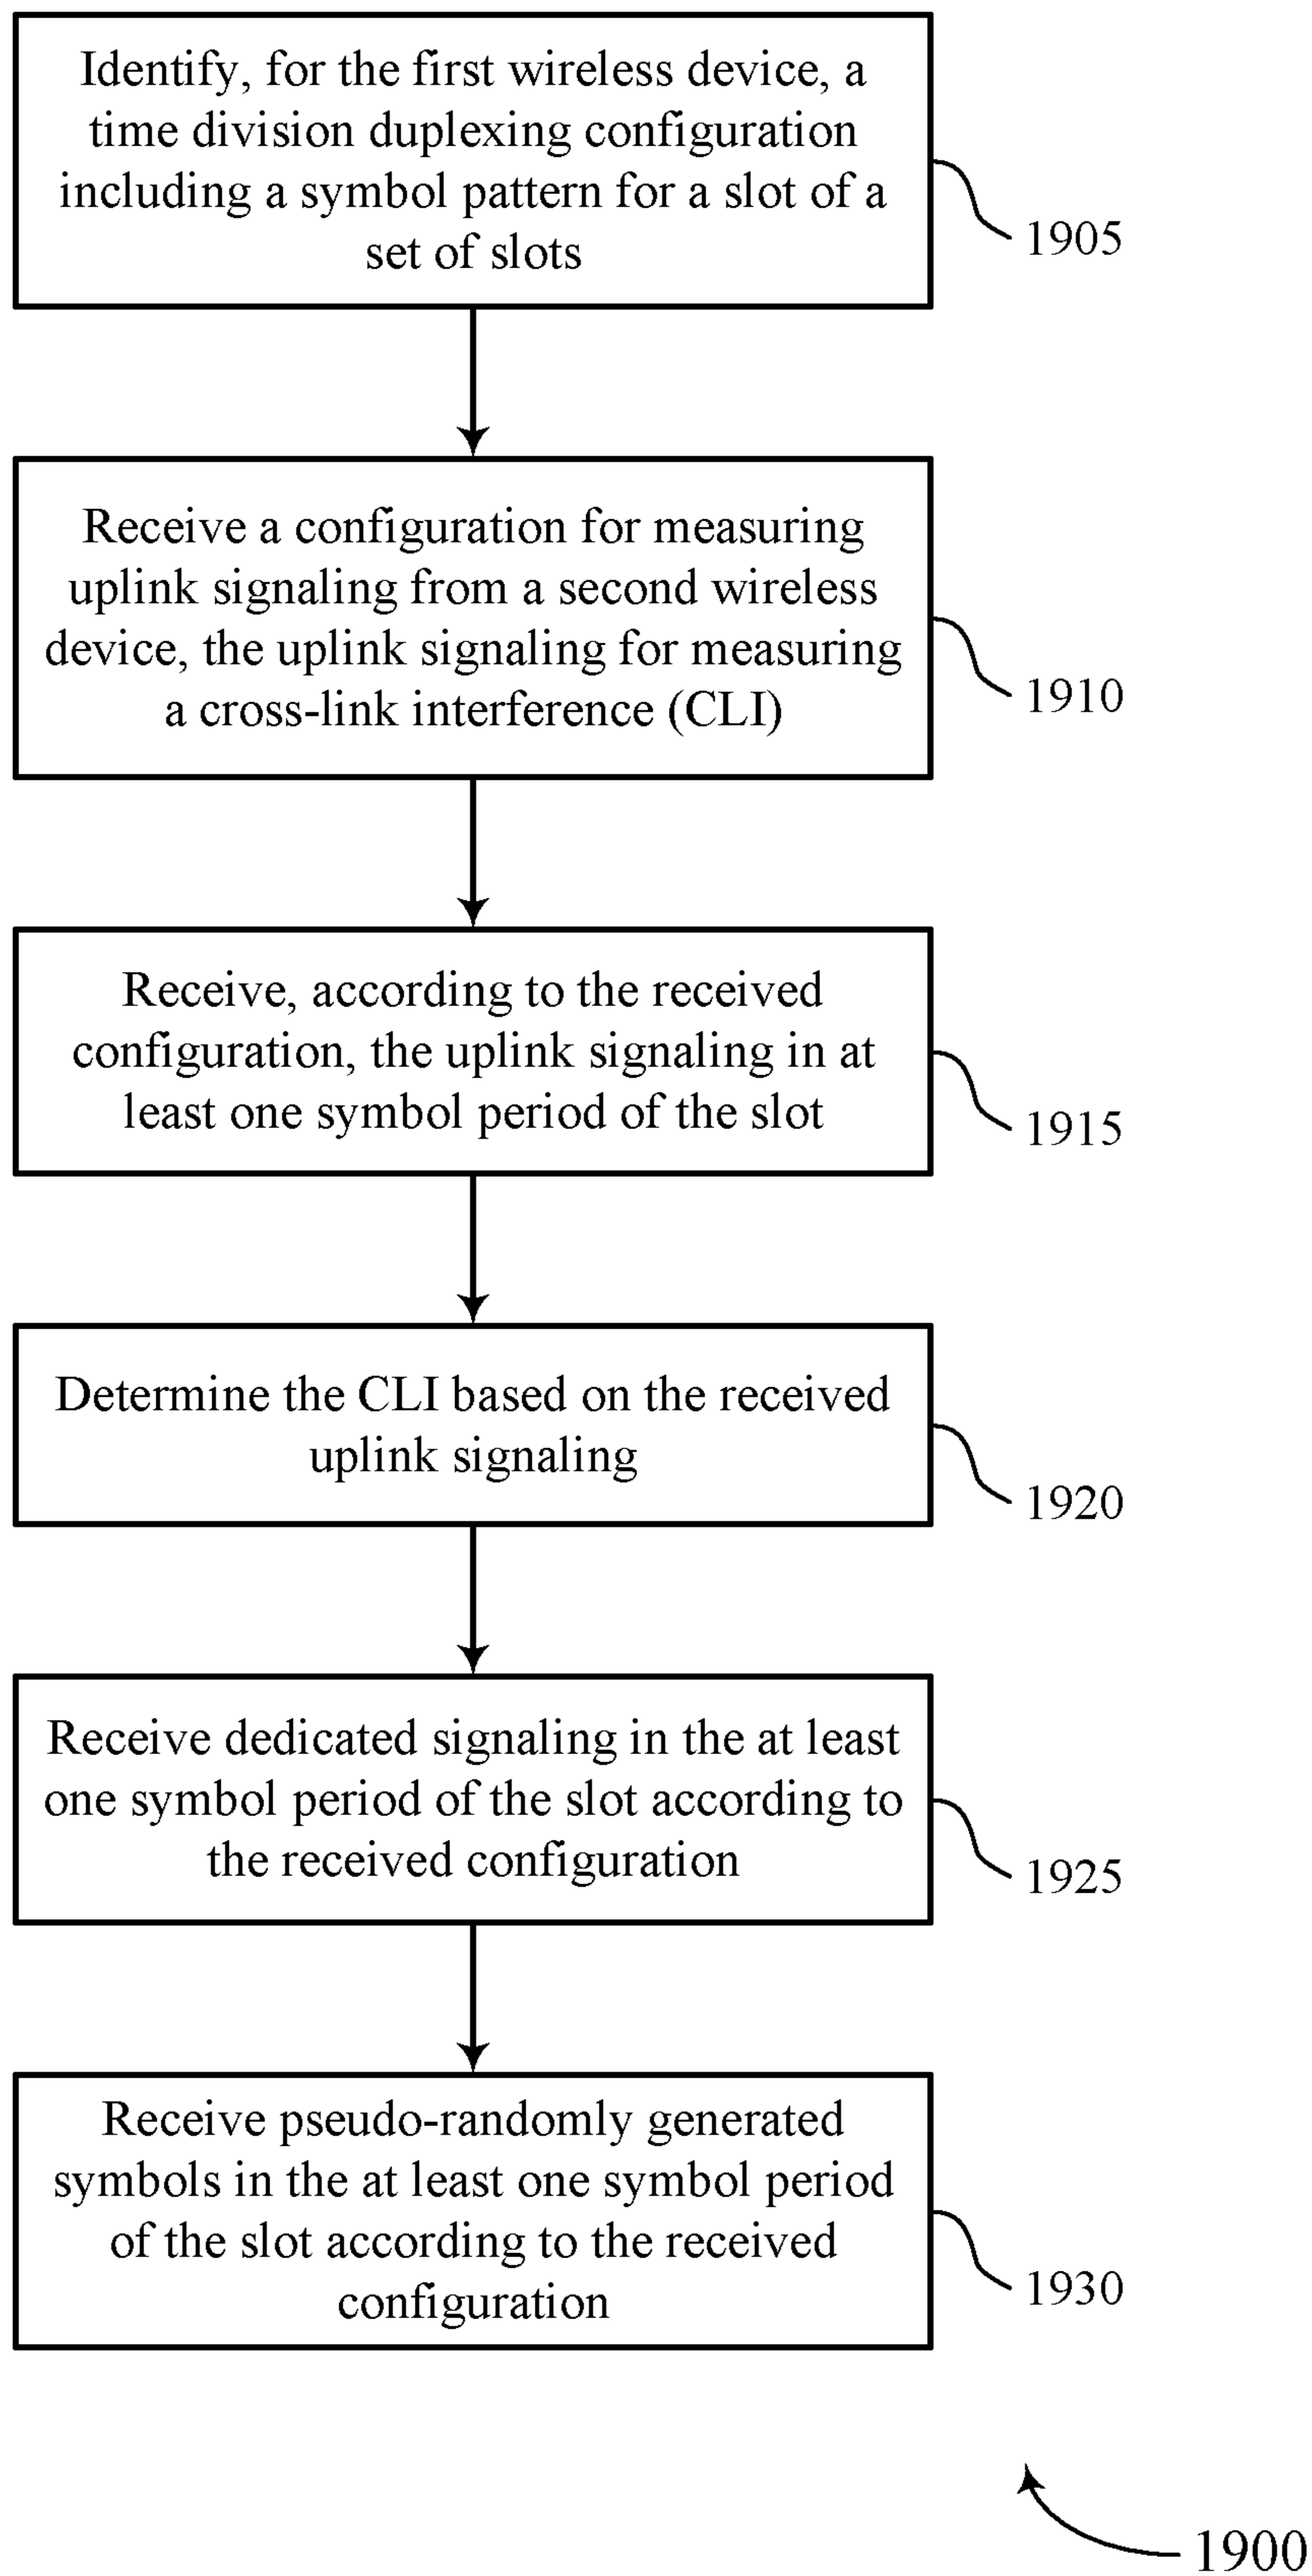 Identify, for the first wireless device, a
time division duplexing configuration
including a symbol pattern for a slot of a
set of slots
1905
Receive a configuration for measuring
uplink signaling from a second wireless
device, the uplink signaling for measuring
a cross-link interference (CLI)
1910
Receive, according to the received
configuration, the uplink signaling in at
least one symbol period of the slot
1915
Determine the CLI based on the received
uplink signaling
1920
Receive dedicated signaling in the at least
one symbol period of the slot according to
the received configuration
1925
Receive pseudo-randomly generated
symbols in the at least one symbol period
of the slot according to the received
configuration
1930
1900